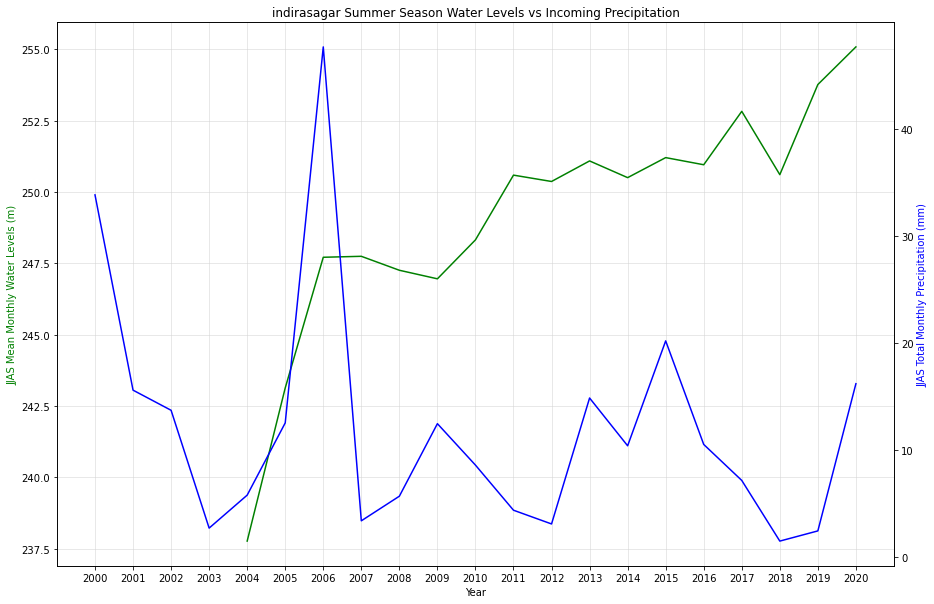 indirasagar Summer Season Water Levels vs Incoming Precipitation
JJAS Mean Monthly Water Levels (m)
255.0
252.5
250.0
247.5
245.0
242.5
240.0
237.5
40
30
20
10
0
JJAS Total Monthly Precipitation (mm)
2000 2001 2002 2003 2004 2005 2006 2007 2008 2009 2010 2011 2012 2013 2014 2015 2016 2017 2018 2019 2020
Year